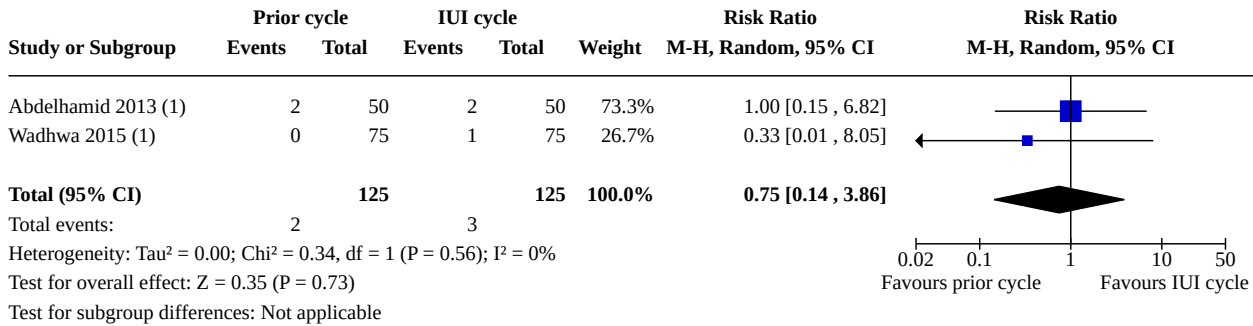 Prior cycle IUI cycle Risk Ratio Risk Ratio
Study or Subgroup Events Total Events Total Weight M-H, Random, 95% CI M-H, Random, 95% CI
Abdelhamid 2013 (1) 2 50 2 50 73.3% 1.00 [0.15 , 6.82]
Wadhwa 2015 (1) 0 75 1 75 26.7% 0.33 [0.01 , 8.05]
Total (95% CI) 125 125 100.0% 0.75 [0.14 , 3.86]
Total events: 2 3
Heterogeneity: Tau² = 0.00; Chi² = 0.34, df = 1 (P = 0.56); I² = 0%
0.02 0.1 1 10 50
Test for overall effect: Z = 0.35 (P = 0.73) Favours prior cycle Favours IUI cycle
Test for subgroup differences: Not applicable